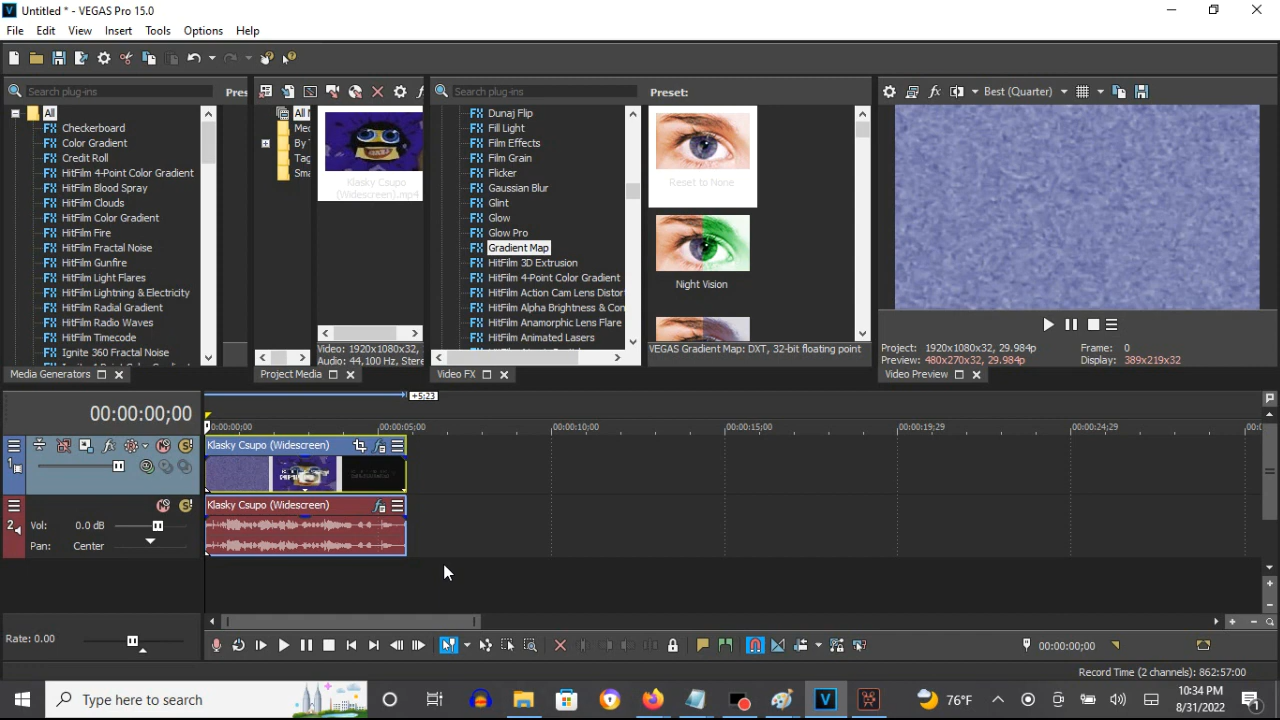 Untitled * - VEGAS Pro 15.0
File Edit View Insert Tools Options Help
Search plug-ins
Pres
All
Checkerboard
Color Gradient
Credit Roll
HitFilm 4-Point Color Gradient
HitFilm Blood Spray
HitFilm Clouds
HitFilm Color Gradient
HitFilm Fire
HitFilm Fractal Noise
HitFilm Gunfire
HitFilm Light Flares
HitFilm Lightning & Electricity
HitFilm Radial Gradient
HitFilm Radio Waves
HitFilm Timecode
Ignite 360 Fractal Noise
Media Generators
All
Med
By
Tag
Sma
Klasky Csupo
(Widescreen).mp4
Video: 1920x1080x32,
Audio: 44,100 Hz, Ster
Project Media
Search plug-ins
Dunaj Flip
Fill Light
Film Effects
Film Grain
Flicker
Gaussian Blur
Glint
Glow
Glow Pro
Gradient Map
HitFilm 3D Extrusion
HitFilm 4-Point Color Gradient
HitFilm Action Cam Lens Distor
HitFilm Alpha Brightness & Con
HitFilm Anamorphic Lens Flare
HitFilm Animated Lasers
Video FX
Preset:
Reset to None
Night Vision
VEGAS Gradient Map: DXT, 32-bit floating point
Best (Quarter)
Project: 1920x1080x32, 29.984p
Preview: 480x270x32, 29.984p
Frame: 0
Display: 389x219x32
Video Preview
00:00:00;00
+5;23
00:00:00;00 00:00:05;00 00:00:10;00 00:00:15;00 00:00:19;29 00:00:24;29 00:0
1
Klasky Csupo (Widescreen)
2
Vol: 0.0 dB
Pan: Center
Klasky Csupo (Widescreen)
Rate: 0.00
00:00:00;00
Record Time (2 channels): 862:57:00
Type here to search
76°F
10:34 PM
8/31/2022
1